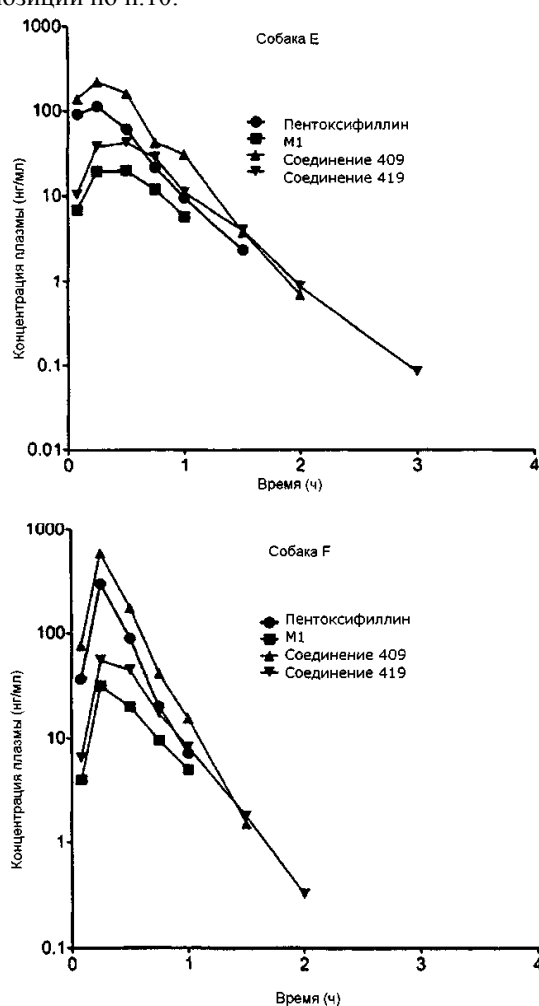 позиции по п.10.
Собака E
1000
100
10
1
0.1
0.01
Концентрация плазмы (нг/мл)
Пентоксифиллин
М1
Соединение 409
Соединение 419
0 1 2 3 4
Время (ч)
Собака F
1000
100
10
1
0.1
Концентрация плазмы (нг/мл)
Пентоксифиллин
М1
Соединение 409
Соединение 419
0 1 2 3 4
Время (ч)